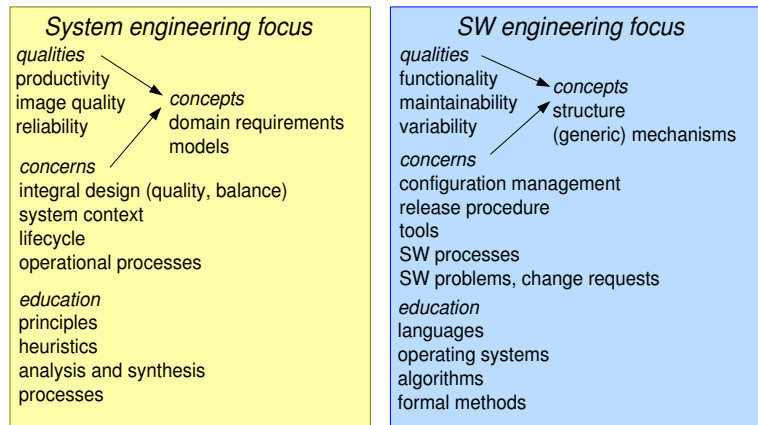 System engineering focus
qualities
productivity
image quality
reliability
concepts
domain requirements
models
concerns
integral design (quality, balance)
system context
lifecycle
operational processes
education
principles
heuristics
analysis and synthesis
processes
SW engineering focus
qualities
functionality
maintainability
variability
concepts
structure
(generic) mechanisms
concerns
configuration management
release procedure
tools
SW processes
SW problems, change requests
education
languages
operating systems
algorithms
formal methods